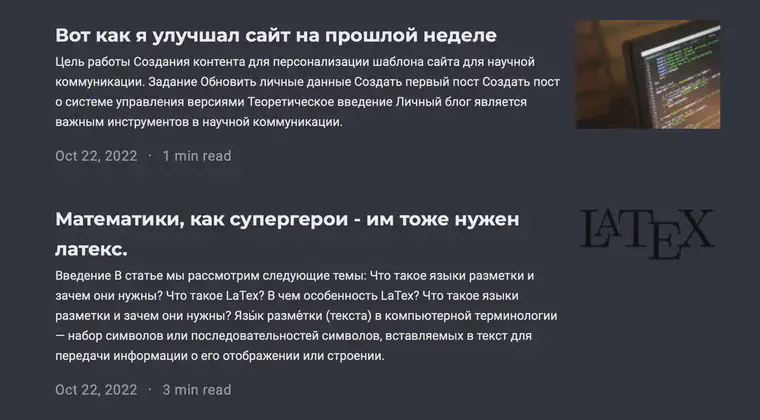 Вот как я улучшал сайт на прошлой неделе
Цель работы Создания контента для персонализации шаблона сайта для научной
коммуникации. Задание Обновить личные данные Создать первый пост Создать пост
о системе управления версиями Теоретическое введение Личный блог является
важным инструментов в научной коммуникации.
Oct 22, 2022 · 1 min read
Математики, как супергерои - им тоже нужен
латекс.
LATEX
Введение В статье мы рассмотрим следующие темы: Что такое языки разметки и
зачем они нужны? Что такое LaTex? В чем особенность LaTex? Что такое языки
разметки и зачем они нужны? Язы́к разме́тки (текста) в компьютерной терминологии
— набор символов или последовательностей символов, вставляемых в текст для
передачи информации о его отображении или строении.
Oct 22, 2022 · 3 min read